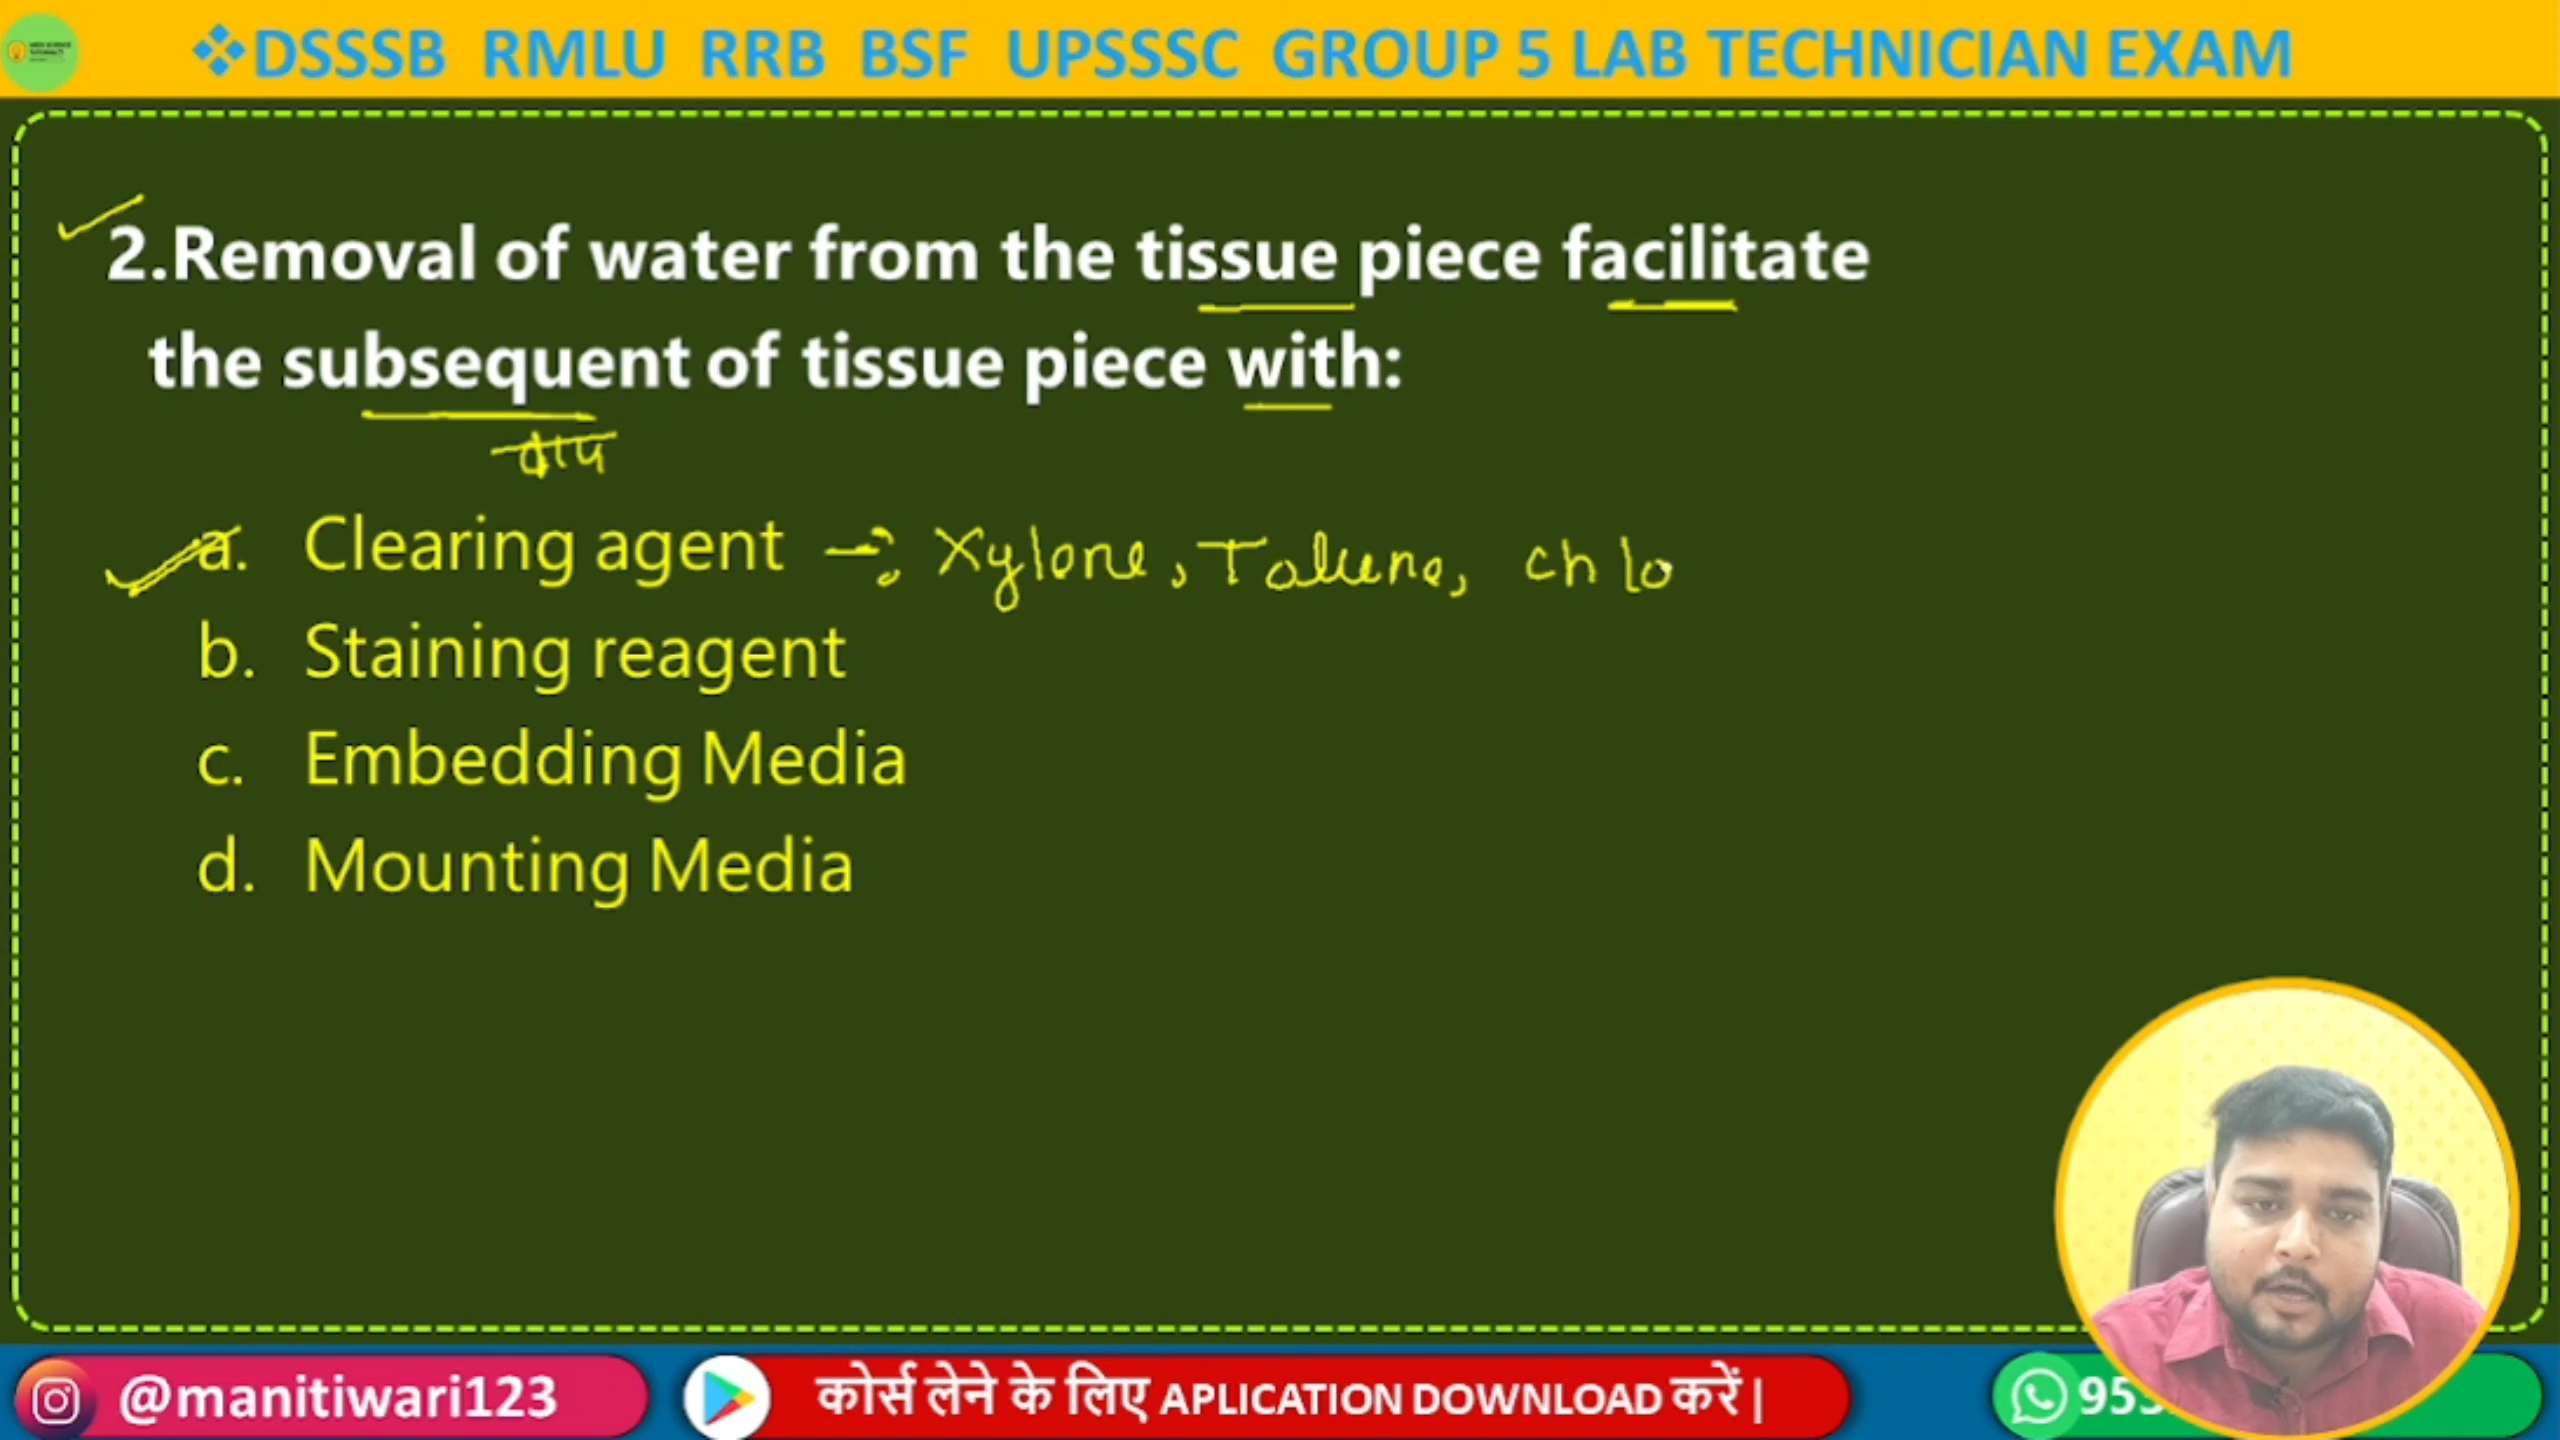 ❖DSSSB RMLU RRB BSF UPSSSC GROUP 5 LAB TECHNICIAN EXAM
2.Removal of water from the tissue piece facilitate
the subsequent of tissue piece with:
a. Clearing agent → Xylene, Toluene, chlo
b. Staining reagent
c. Embedding Media
d. Mounting Media
@manitiwari123
कोर्स लेने के लिए APLICATION DOWNLOAD करें|
953